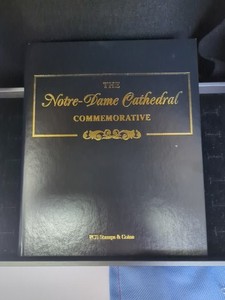 THE
Notre-Dame Cathedral
COMMEMORATIVE
PCS Stamps & Coins